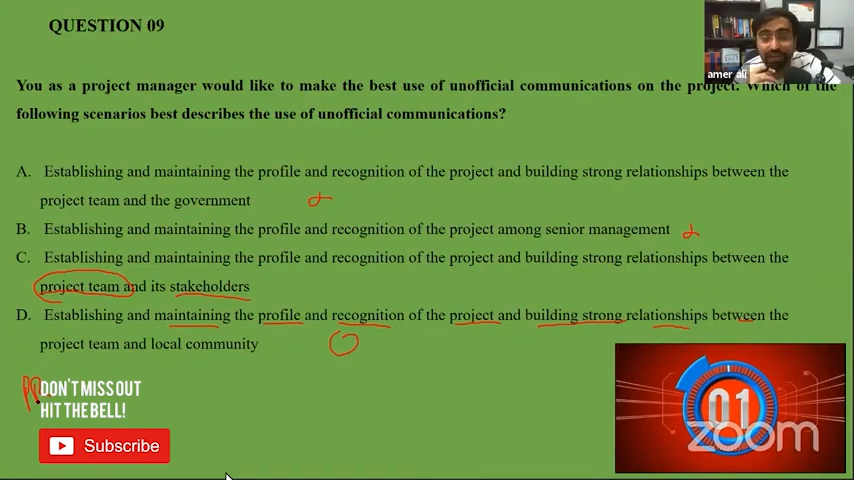 QUESTION 09
amer ali
You as a project manager would like to make the best use of unofficial communications on the project. Which of the
following scenarios best describes the use of unofficial communications?
A. Establishing and maintaining the profile and recognition of the project and building strong relationships between the
project team and the government
B. Establishing and maintaining the profile and recognition of the project among senior management
C. Establishing and maintaining the profile and recognition of the project and building strong relationships between the
project team and its stakeholders
D. Establishing and maintaining the profile and recognition of the project and building strong relationships between the
project team and local community
DON'T MISS OUT
HIT THE BELL!
Subscribe
01
zoom